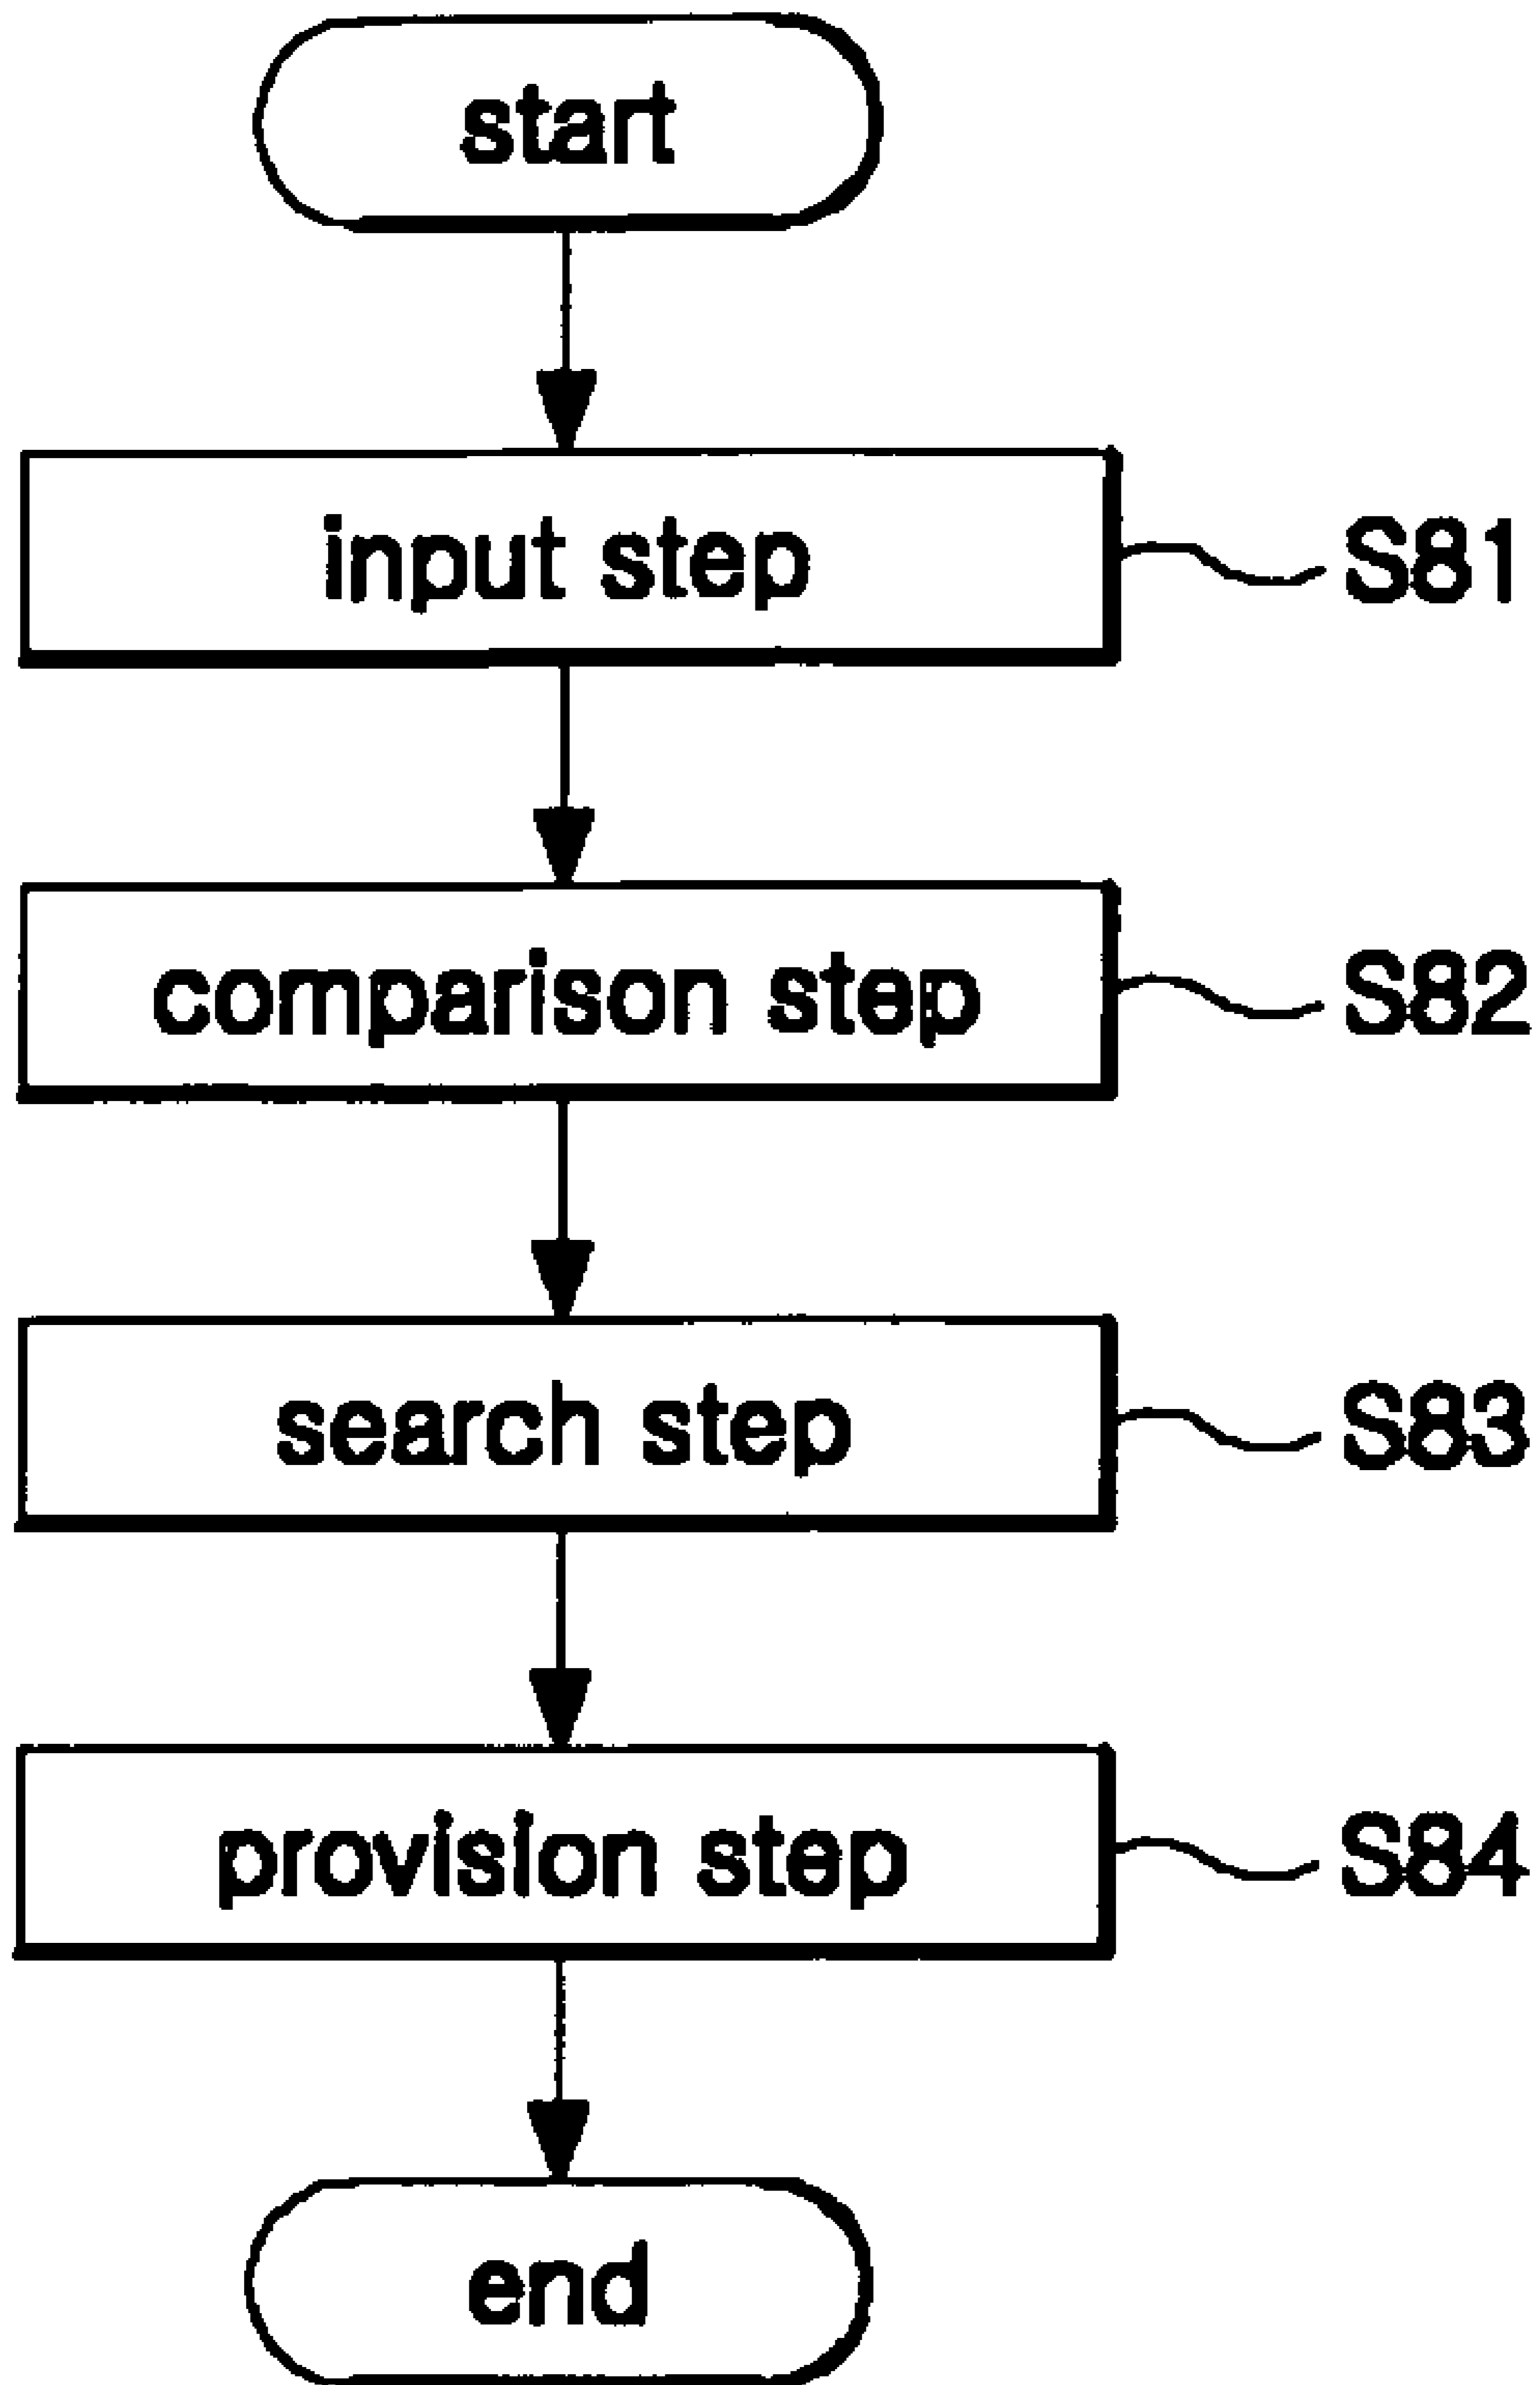 start
input step
S81
comparison step
S82
search step
S83
provision step
S84
end